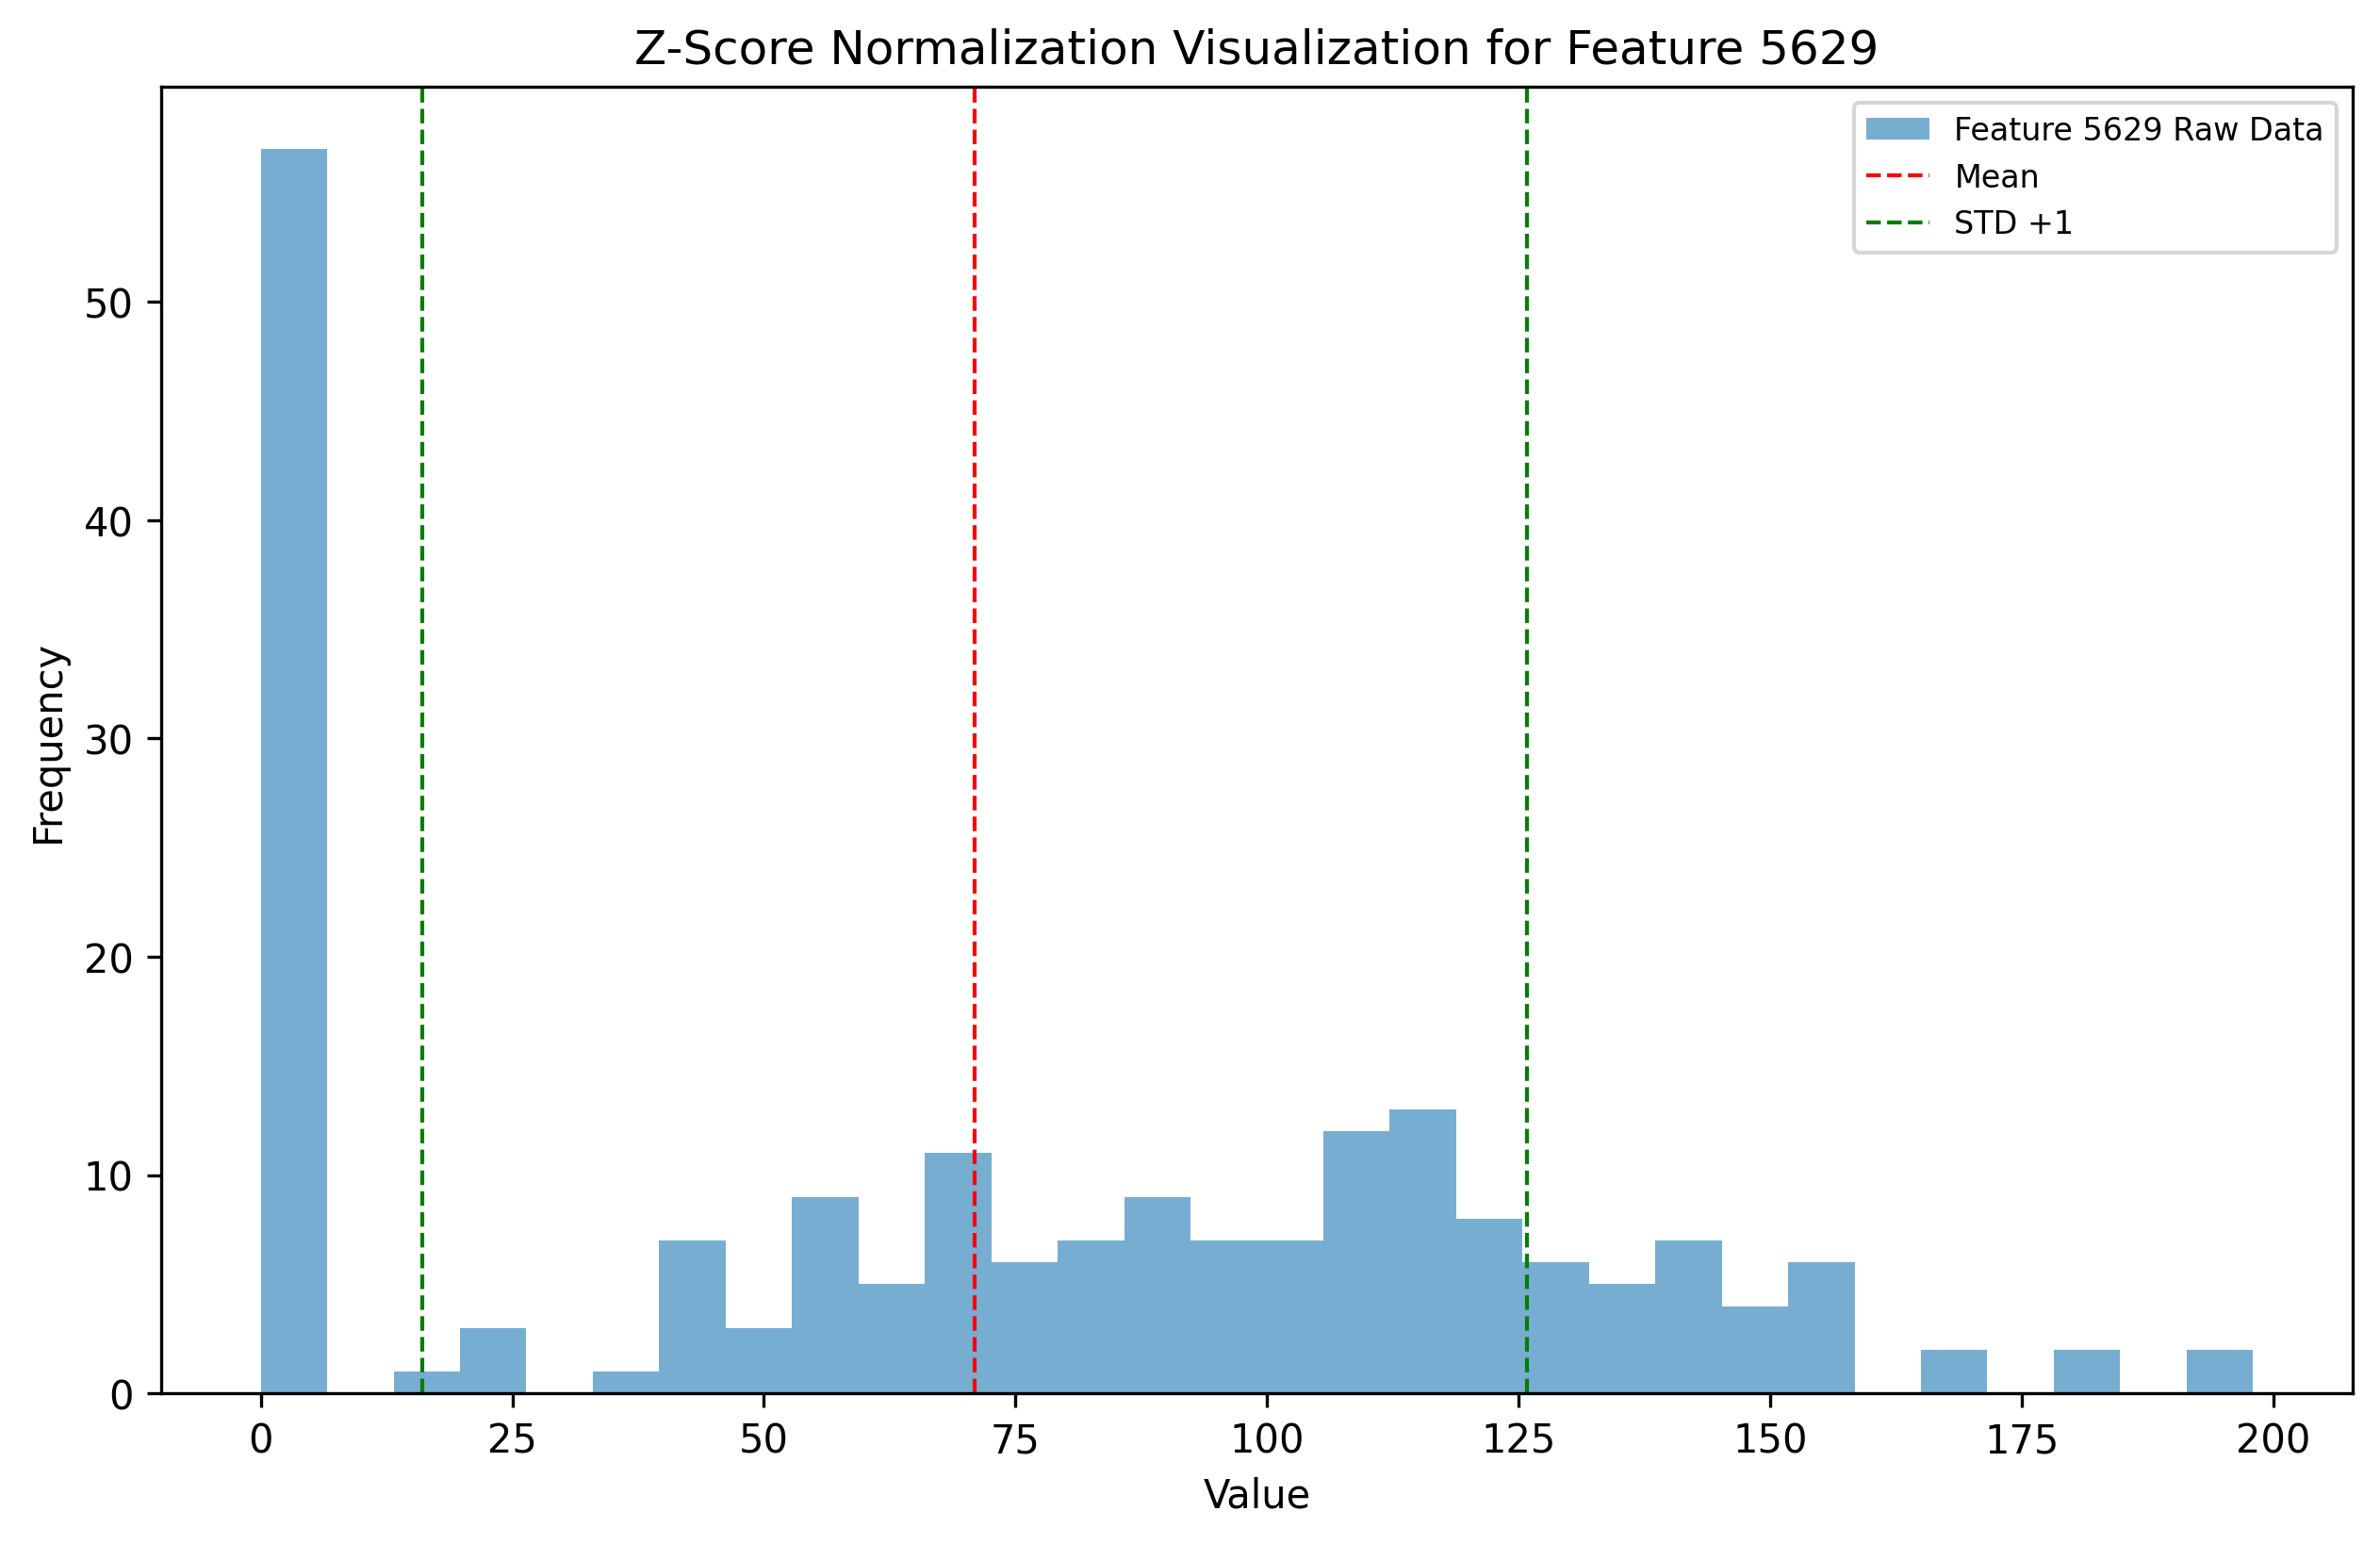 Z-Score Normalization Visualization for Feature 5629
Feature 5629 Raw Data
Mean
STD +1
Frequency
50
40
30
20
10
0
0 25 50 75 100 125 150 175 200
Value